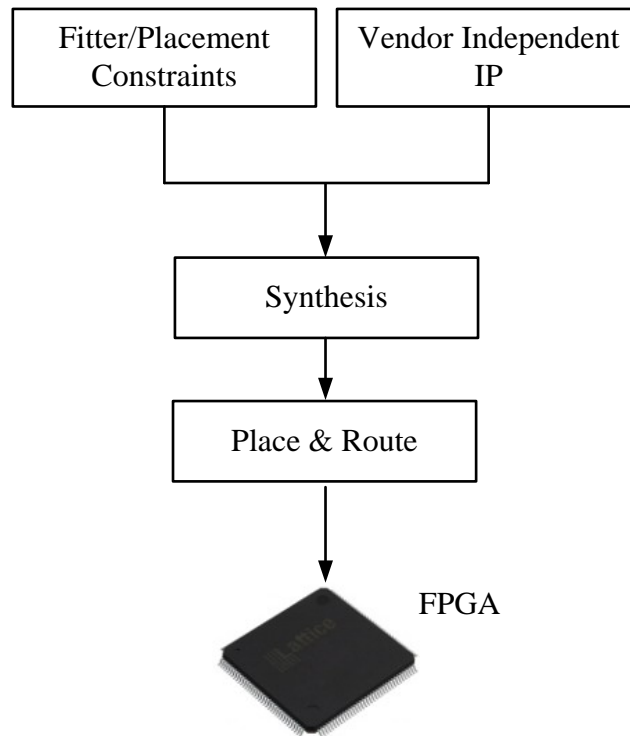 Fitter/Placement
Constraints
Vendor Independent
IP
Synthesis
Place & Route
FPGA
Lattice